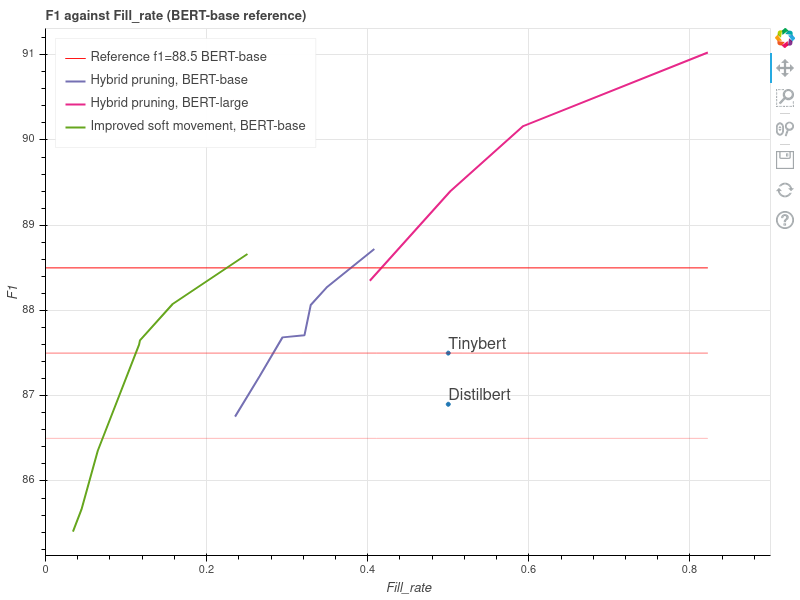 F1 against Fill_rate (BERT-base reference)
Reference f1=88.5 BERT-base
Hybrid pruning, BERT-base
Hybrid pruning, BERT-large
Improved soft movement, BERT-base
91
90
89
88
87
86
F1
Tinybert
Distilbert
0
0.2
0.4
0.6
0.8
Fill_rate